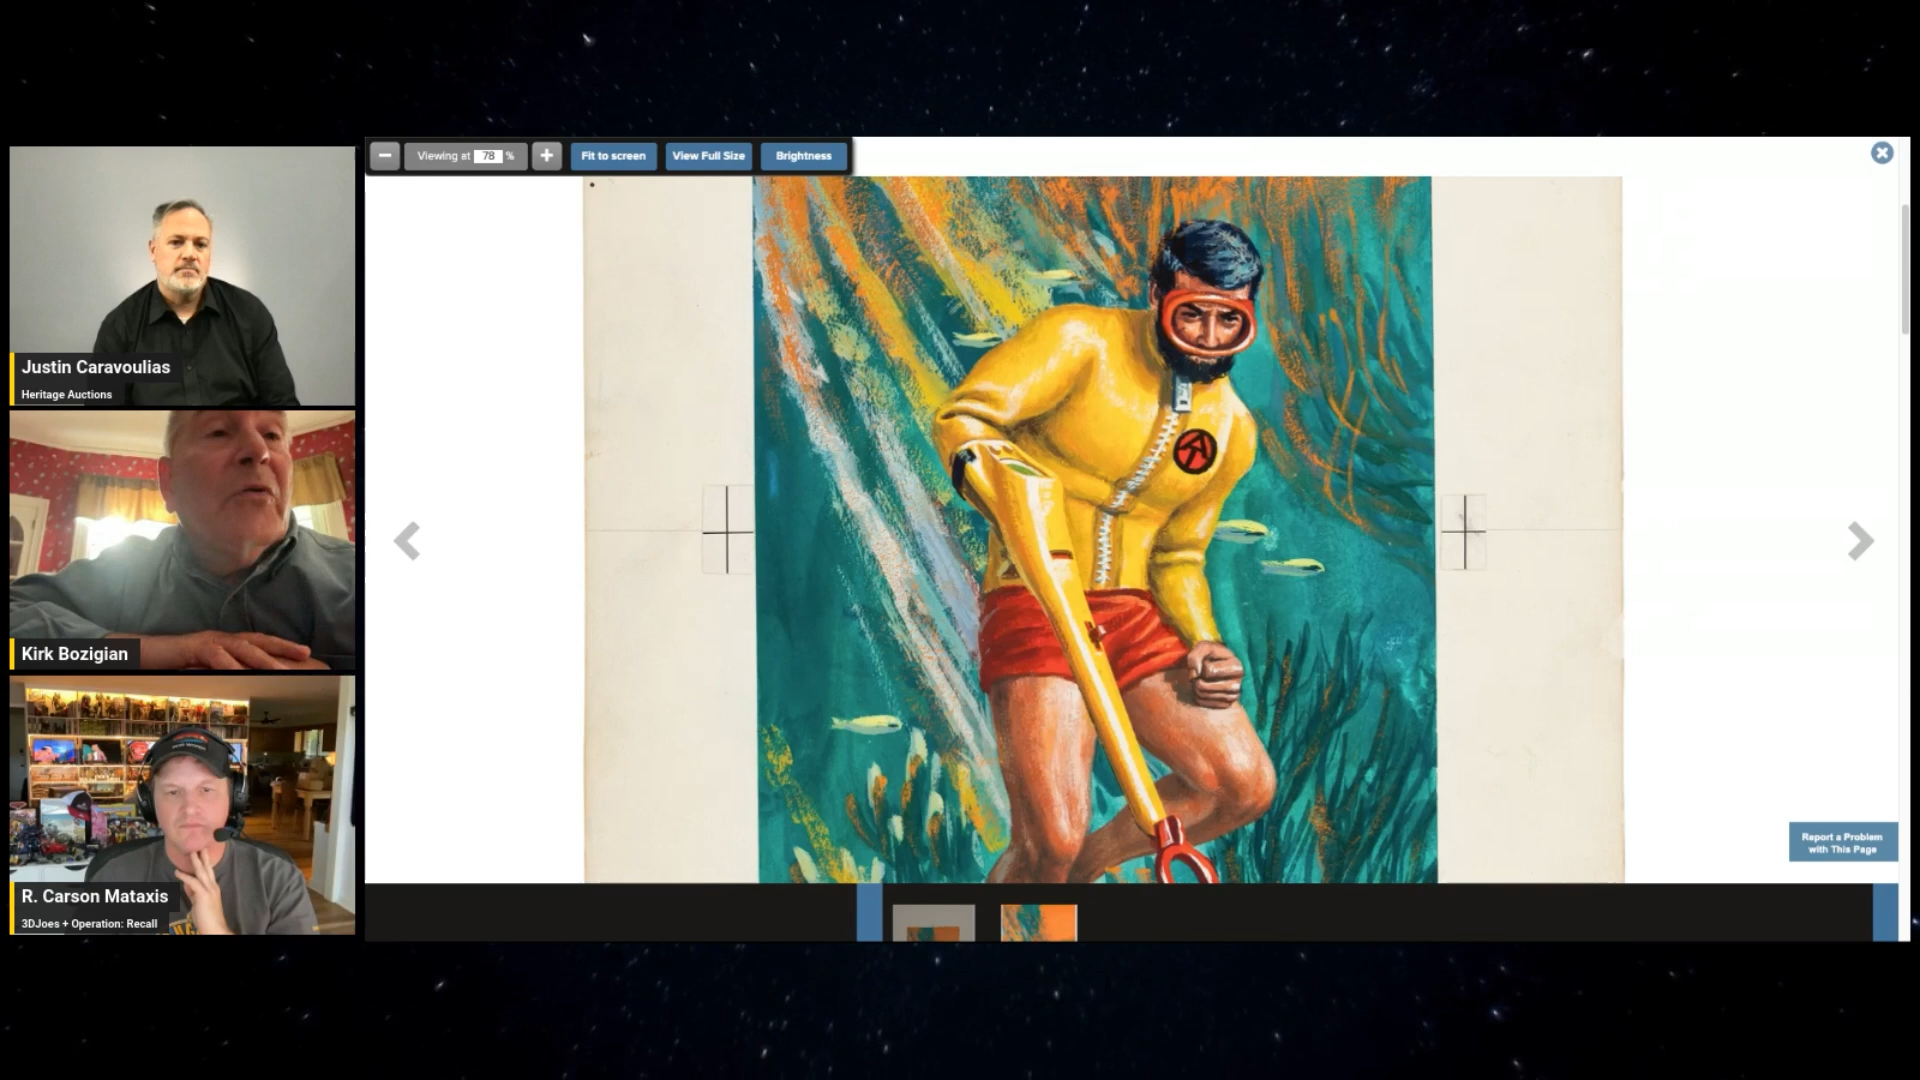 Viewing at 78 %
Fit to screen
View Full Size
Brightness
Justin Caravoulias
Heritage Auctions
Kirk Bozigian
R. Carson Mataxis
3DJoes + Operation: Recall
Report a Problem
with This Page